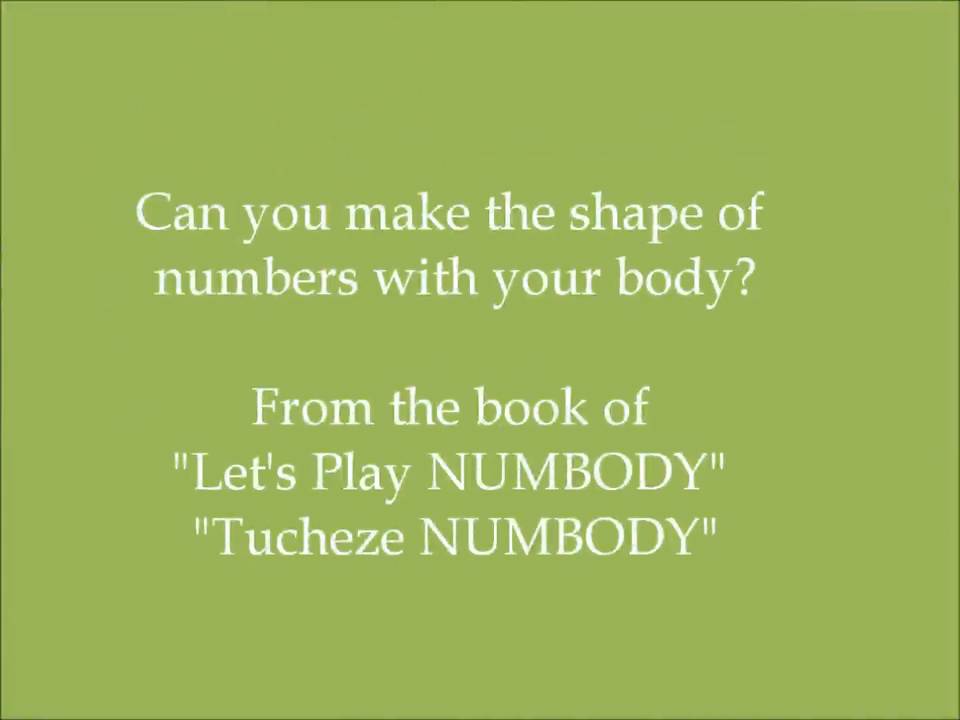 Can you make the shape of
numbers with your body?
From the book of
"Let's Play NUMBODY"
"Tucheze NUMBODY"